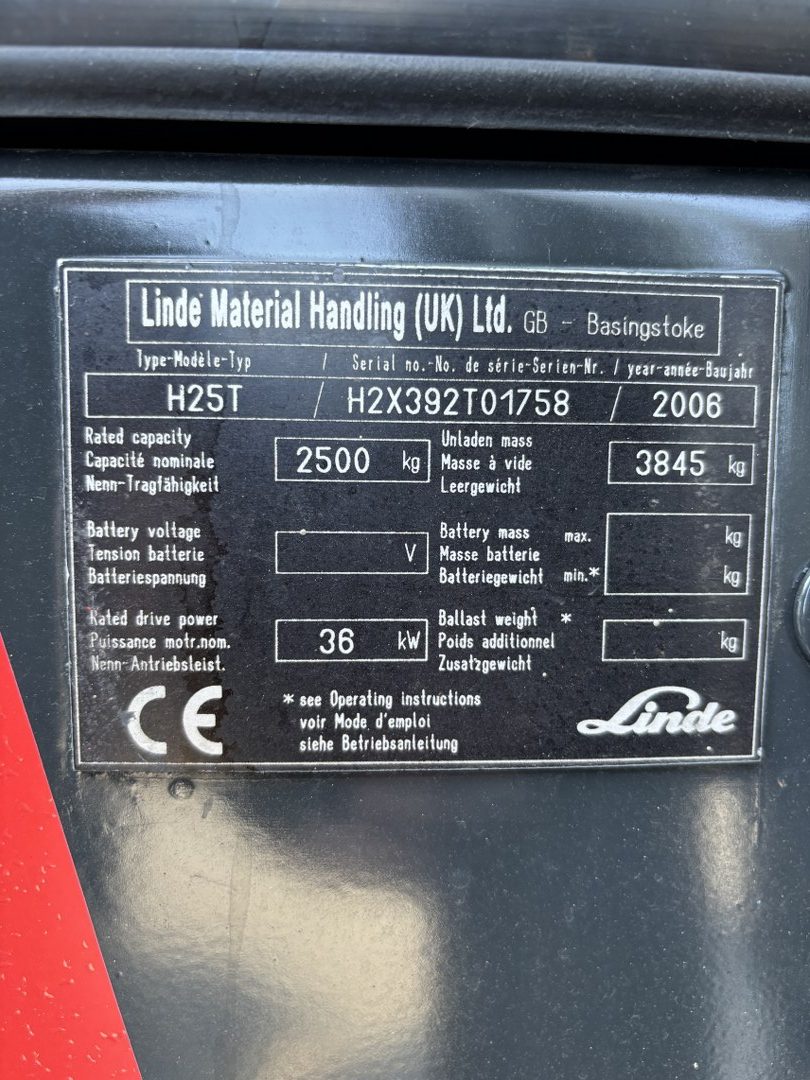 Linde Material Handling (UK) Ltd. GB - Basingstoke
Type-Modèle-Typ / Serial no.-No. de série-Serien-Nr. / year-année-Baujahr
H25T / H2X392T01758 / 2006
Rated capacity
Capacité nominale
Nenn-Tragfähigkeit
2500 kg
Unladen mass
Masse à vide
Leergewicht
3845 kg
Battery voltage
Tension batterie
Batteriespannung
V
Battery mass max. kg
Masse batterie
Batteriegewicht min.* kg
Rated drive power
Puissance motr.nom.
Nenn-Antriebsleist.
36 kW
Ballast weight *
Poids additionnel
Zusatzgewicht
kg
CE
* see Operating instructions
voir Mode d'emploi
siehe Betriebsanleitung
Linde